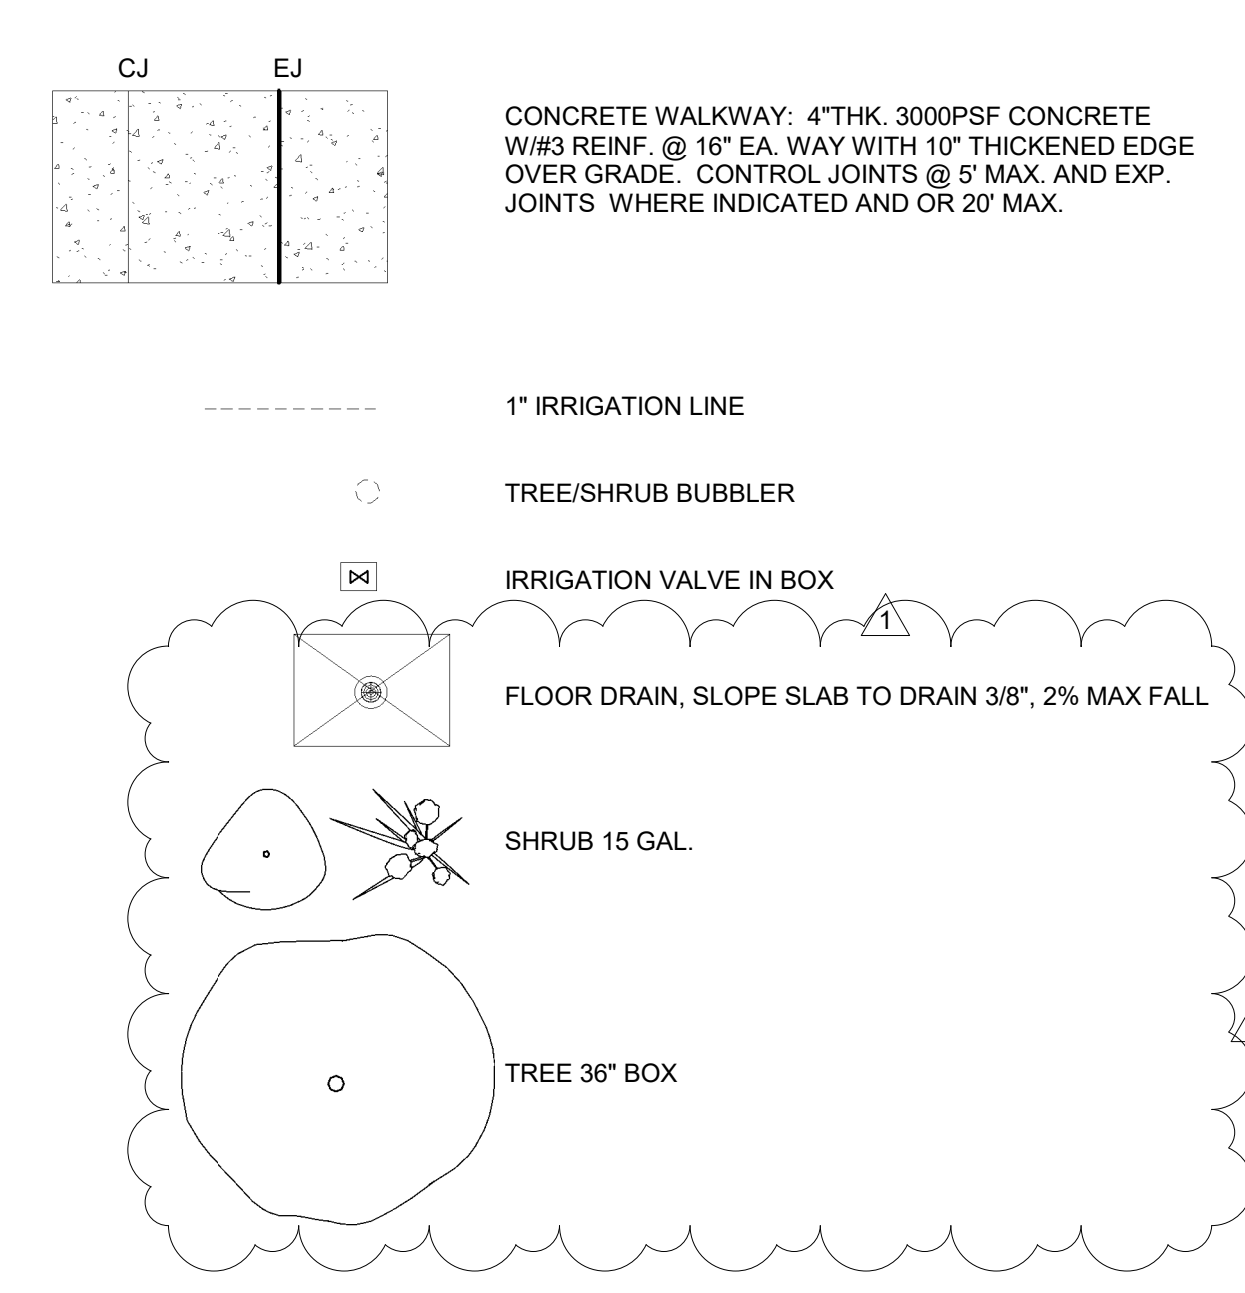 CJ EJ
CONCRETE WALKWAY: 4"THK. 3000PSF CONCRETE
W/#3 REINF. @ 16" EA. WAY WITH 10" THICKENED EDGE
OVER GRADE. CONTROL JOINTS @ 5' MAX. AND EXP.
JOINTS WHERE INDICATED AND OR 20' MAX.
1" IRRIGATION LINE
TREE/SHRUB BUBBLER
IRRIGATION VALVE IN BOX
1
FLOOR DRAIN, SLOPE SLAB TO DRAIN 3/8", 2% MAX FALL
SHRUB 15 GAL.
TREE 36" BOX